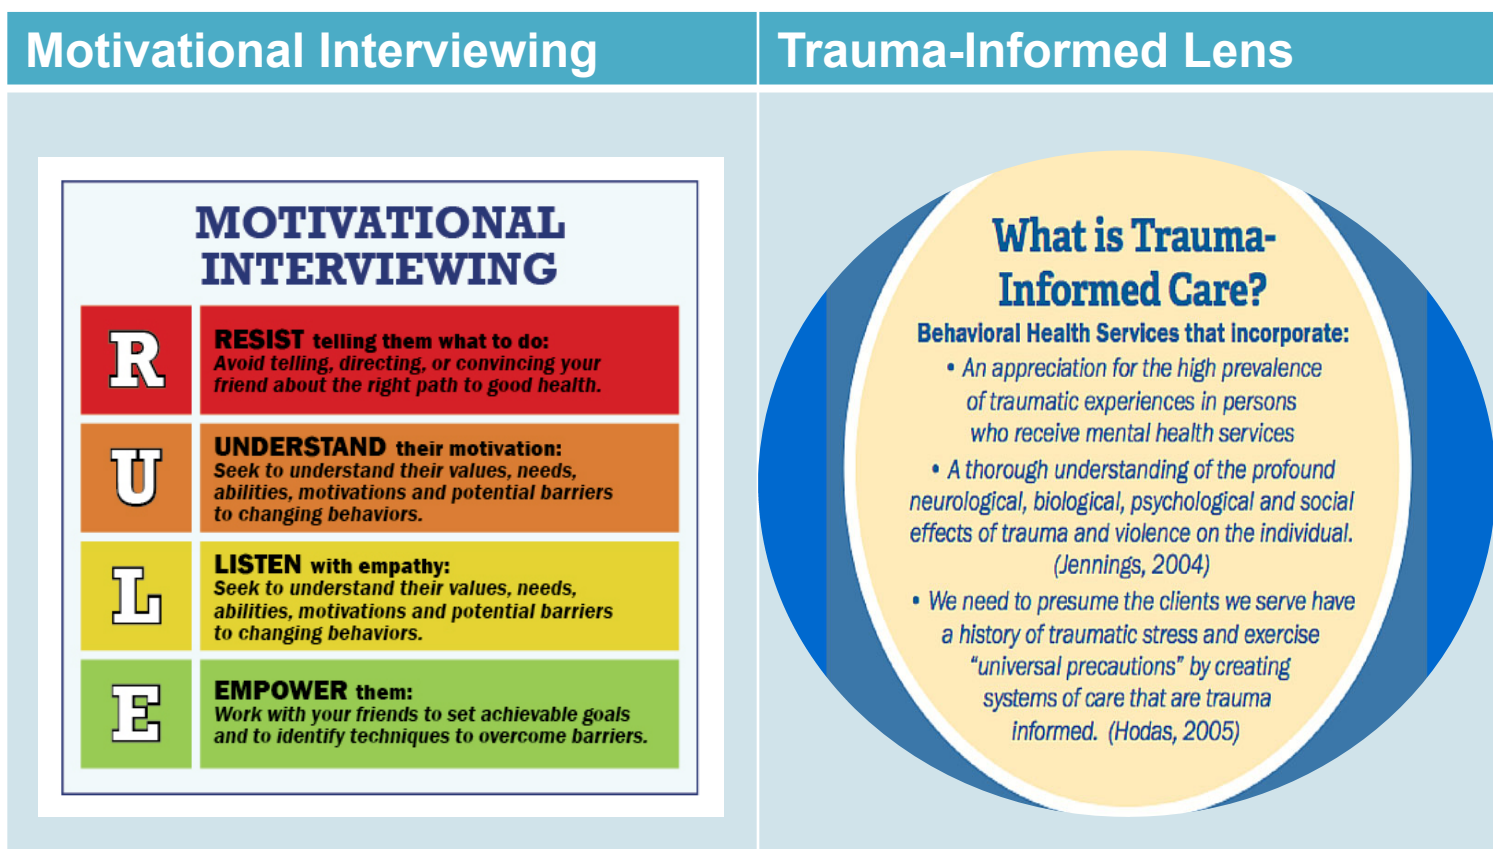 Motivational Interviewing
MOTIVATIONAL
INTERVIEWING
R
RESIST telling them what to do:
Avoid telling, directing, or convincing your
friend about the right path to good health.
U
UNDERSTAND their motivation:
Seek to understand their values, needs,
abilities, motivations and potential barriers
to changing behaviors.
L
LISTEN with empathy:
Seek to understand their values, needs,
abilities, motivations and potential barriers
to changing behaviors.
E
EMPOWER them:
Work with your friends to set achievable goals
and to identify techniques to overcome barriers.
Trauma-Informed Lens
What is Trauma-
Informed Care?
Behavioral Health Services that incorporate:
• An appreciation for the high prevalence
of traumatic experiences in persons
who receive mental health services
• A thorough understanding of the profound
neurological, biological, psychological and social
effects of trauma and violence on the individual.
(Jennings, 2004)
• We need to presume the clients we serve have
a history of traumatic stress and exercise
“universal precautions” by creating
systems of care that are trauma
informed. (Hodas, 2005)